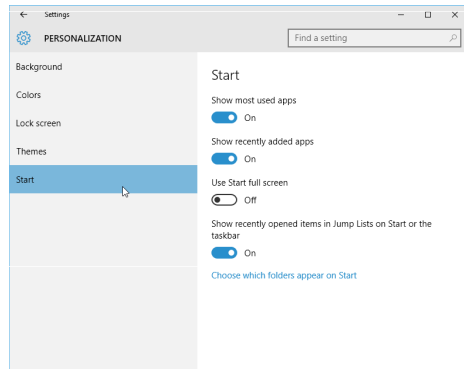 Settings
PERSONALIZATION
Find a setting
Background
Colors
Lock screen
Themes
Start
Start
Show most used apps
On
Show recently added apps
On
Use Start full screen
Off
Show recently opened items in Jump Lists on Start or the
taskbar
On
Choose which folders appear on Start